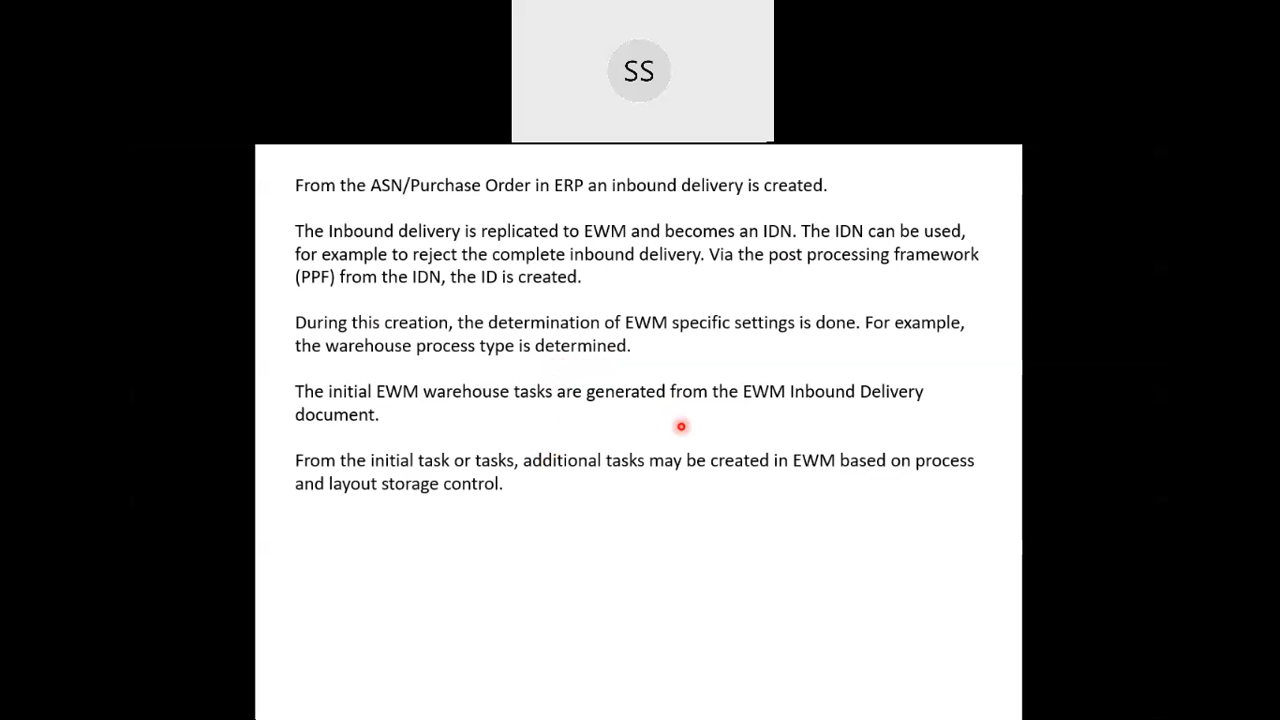 SS
From the ASN/Purchase Order in ERP an inbound delivery is created.
The Inbound delivery is replicated to EWM and becomes an IDN. The IDN can be used,
for example to reject the complete inbound delivery. Via the post processing framework
(PPF) from the IDN, the ID is created.
During this creation, the determination of EWM specific settings is done. For example,
the warehouse process type is determined.
The initial EWM warehouse tasks are generated from the EWM Inbound Delivery
document.
From the initial task or tasks, additional tasks may be created in EWM based on process
and layout storage control.